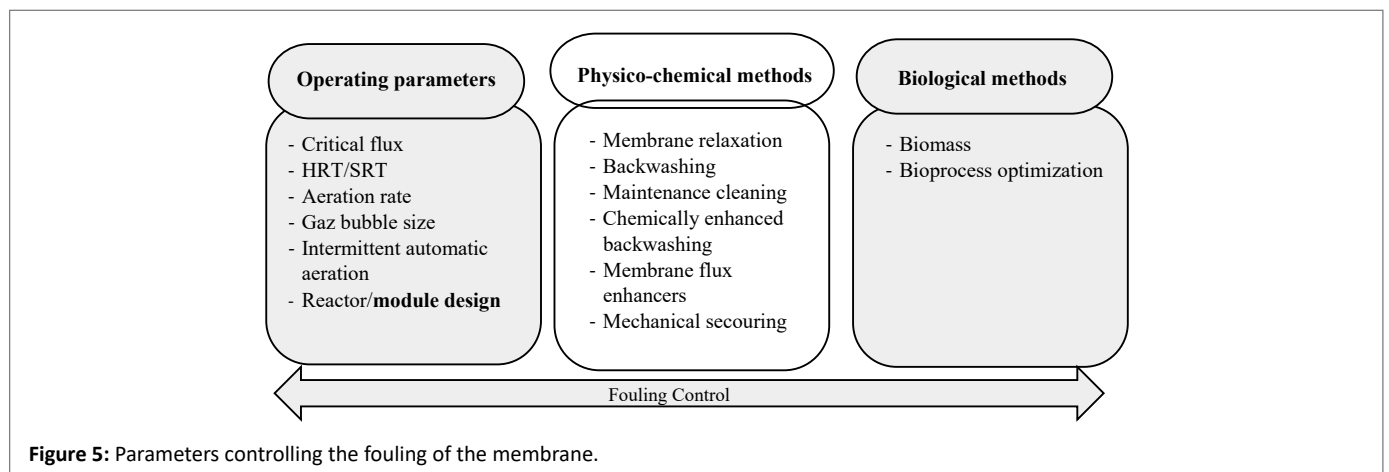 Operating parameters
- Critical flux
- HRT/SRT
- Aeration rate
- Gaz bubble size
- Intermittent automatic
aeration
- Reactor/module design
Physico-chemical methods
- Membrane relaxation
- Backwashing
- Maintenance cleaning
- Chemically enhanced
backwashing
- Membrane flux
enhancers
- Mechanical secouring
Biological methods
- Biomass
- Bioprocess optimization
Fouling Control
Figure 5: Parameters controlling the fouling of the membrane.